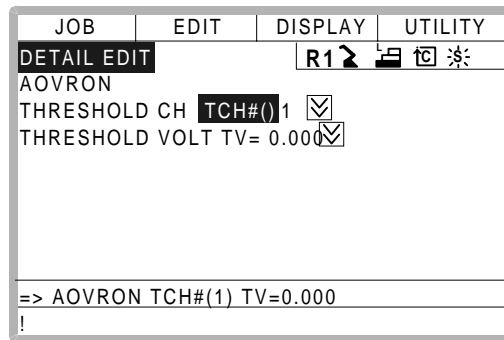 JOB EDIT DISPLAY UTILITY
DETAIL EDIT R1 C S
AOVRON
THRESHOLD CH TCH#() 1
THRESHOLD VOLT TV= 0.000
=> AOVRON TCH#(1) TV=0.000
!